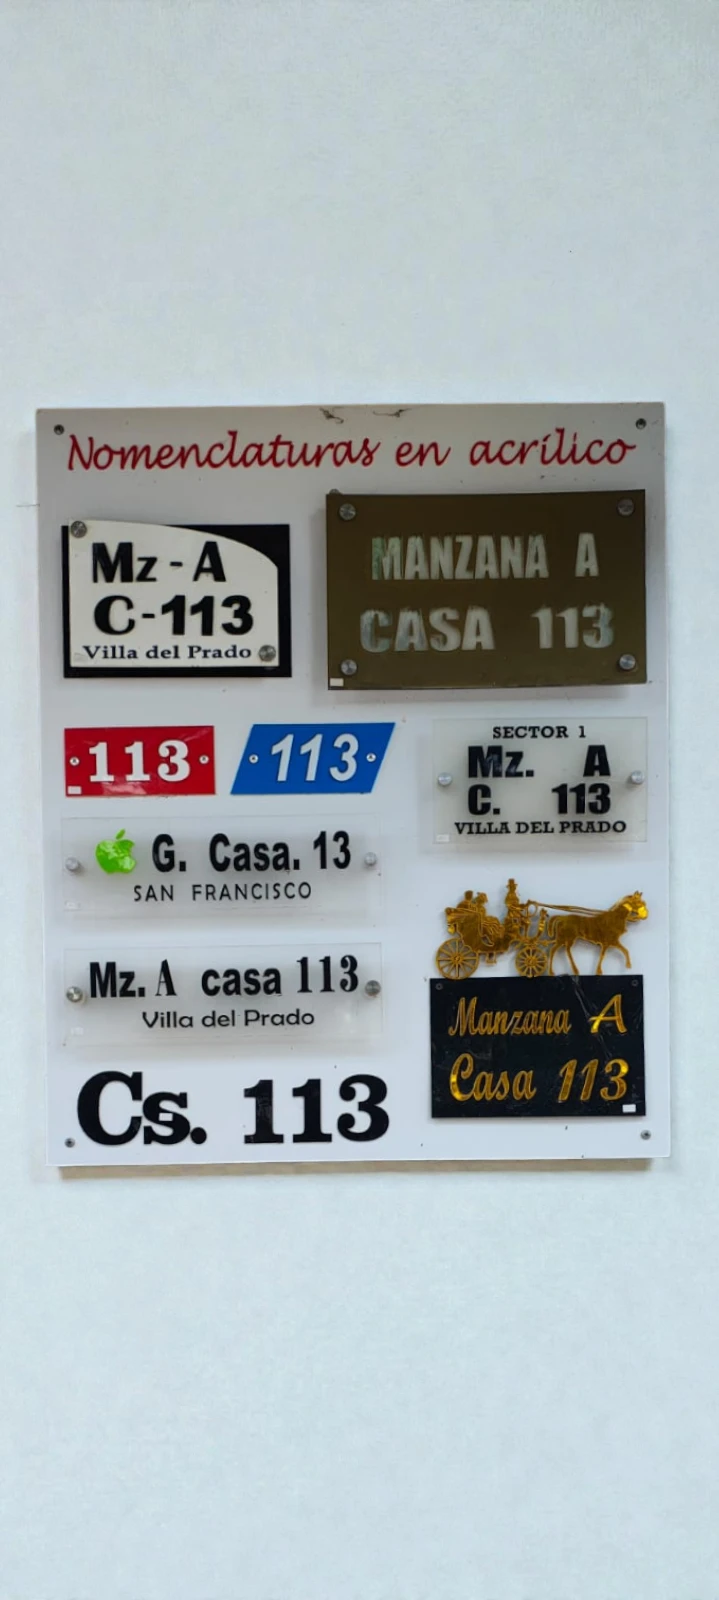 Nomenclaturas en acrílico
Mz - A
C-113
Villa del Prado
MANZANA A
CASA 113
113
113
SECTOR 1
Mz. A
C. 113
VILLA DEL PRADO
G. Casa. 13
SAN FRANCISCO
Mz. A casa 113
Villa del Prado
Manzana A
Casa 113
Cs. 113